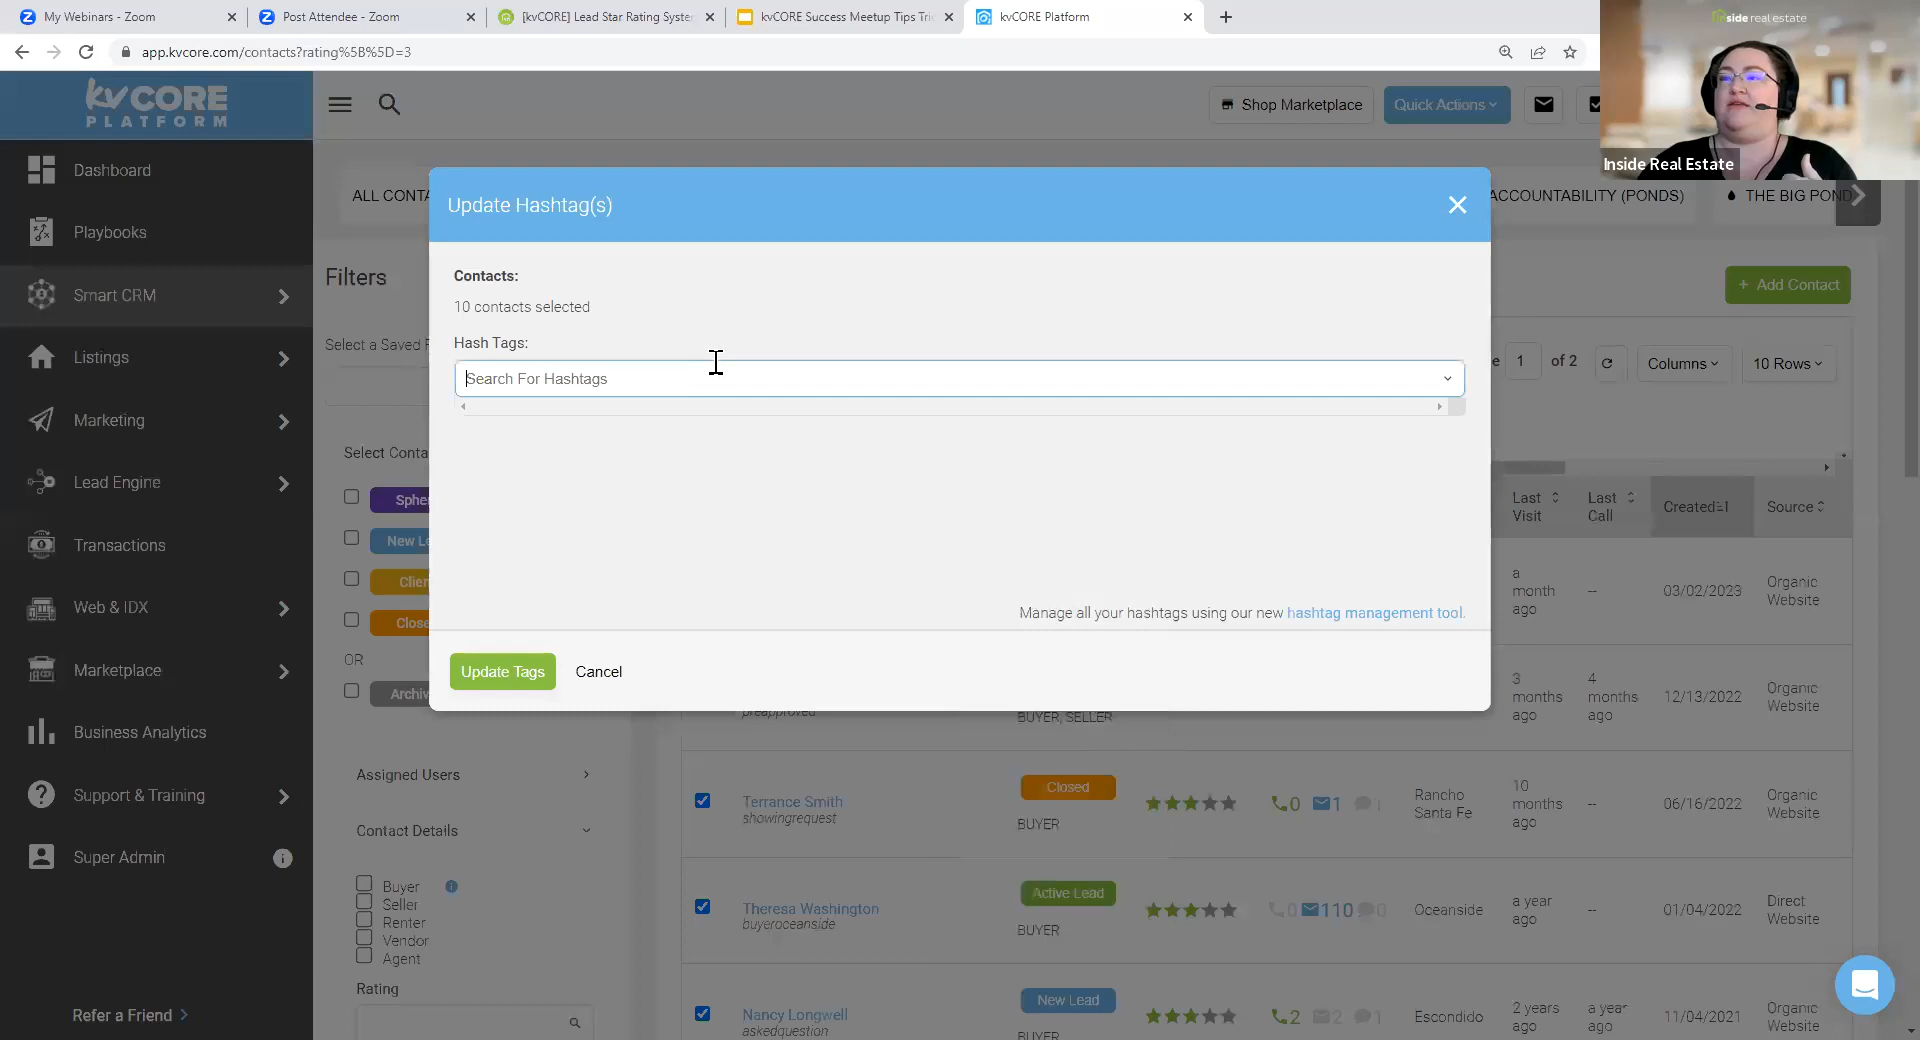 My Webinars - Zoom
Post Attendee - Zoom
[kvCORE] Lead Star Rating System
kvCORE Success Meetup Tips Tric
kvCORE Platform
app.kvcore.com/contacts?rating%5B%5D=3
inside real estate
Inside Real Estate
kvCORE
PLATFORM
Shop Marketplace
Quick Actions
Dashboard
Playbooks
Smart CRM
Listings
Marketing
Lead Engine
Transactions
Web & IDX
Marketplace
Business Analytics
Support & Training
Super Admin
Refer a Friend
ALL CONTA
ACCOUNTABILITY (PONDS)
THE BIG POND
Filters
Select a Saved F
Select Conta
Sphe
New Le
Clien
Close
OR
Archiv
Assigned Users
Contact Details
Buyer
Seller
Renter
Vendor
Agent
Rating
Update Hashtag(s)
Contacts:
10 contacts selected
Hash Tags:
Search For Hashtags
Manage all your hashtags using our new hashtag management tool.
Update Tags
Cancel
+ Add Contact
e 1 of 2
Columns
10 Rows
Last Visit
Last Call
Created
Source
a month ago
--
03/02/2023
Organic Website
preapproved
BUYER, SELLER
3 months ago
4 months ago
12/13/2022
Organic Website
Terrance Smith
showingrequest
Closed
BUYER
0
1
1
Rancho Santa Fe
10 months ago
--
06/16/2022
Organic Website
Theresa Washington
buyeroceanside
Active Lead
BUYER
0
110
0
Oceanside
a year ago
--
01/04/2022
Direct Website
Nancy Longwell
askedquestion
New Lead
BUYER
2
2
1
Escondido
2 years ago
a year ago
11/04/2021
Organic Website